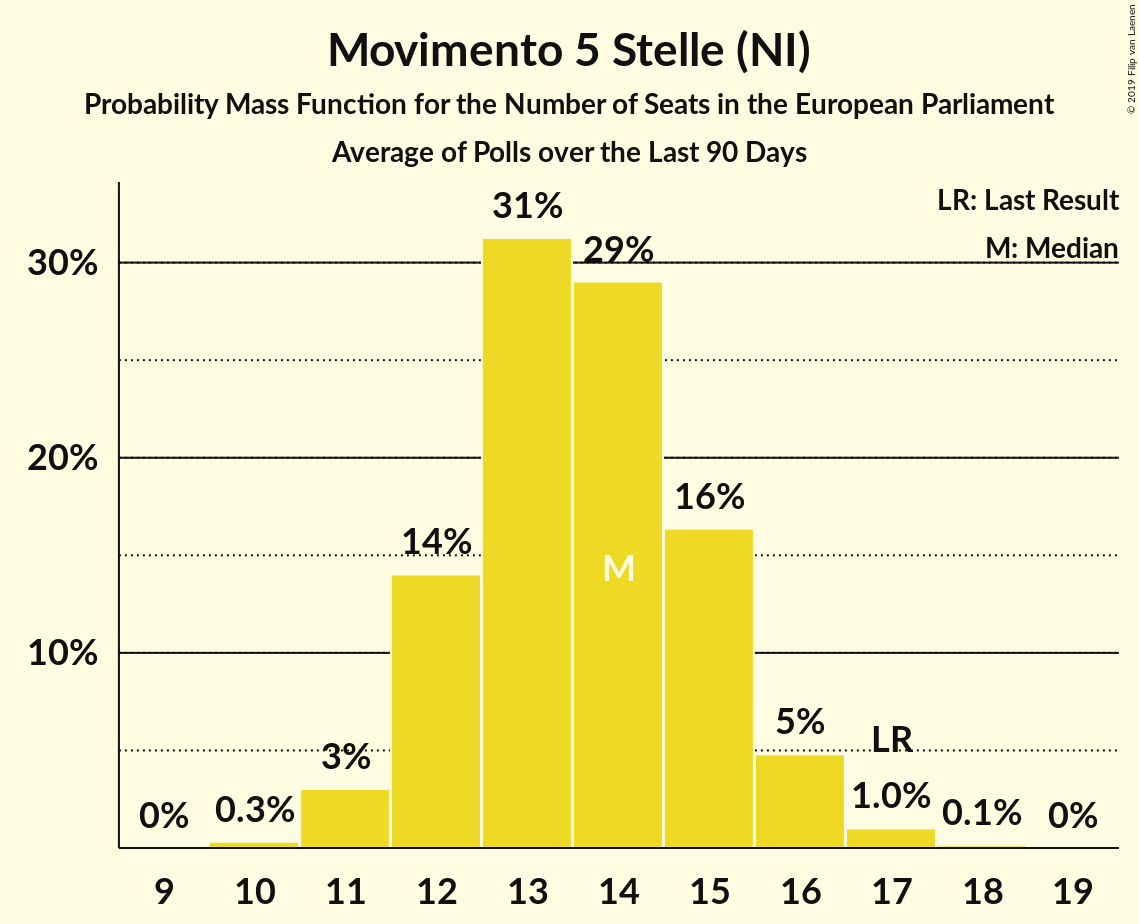 Movimento 5 Stelle (NI)
Probability Mass Function for the Number of Seats in the European Parliament
Average of Polls over the Last 90 Days
© 2019 Filip van Laenen
LR: Last Result
M: Median
30%
20%
10%
0%
0.3%
3%
14%
31%
29%
M
16%
5%
LR
1.0%
0.1%
0%
9 10 11 12 13 14 15 16 17 18 19